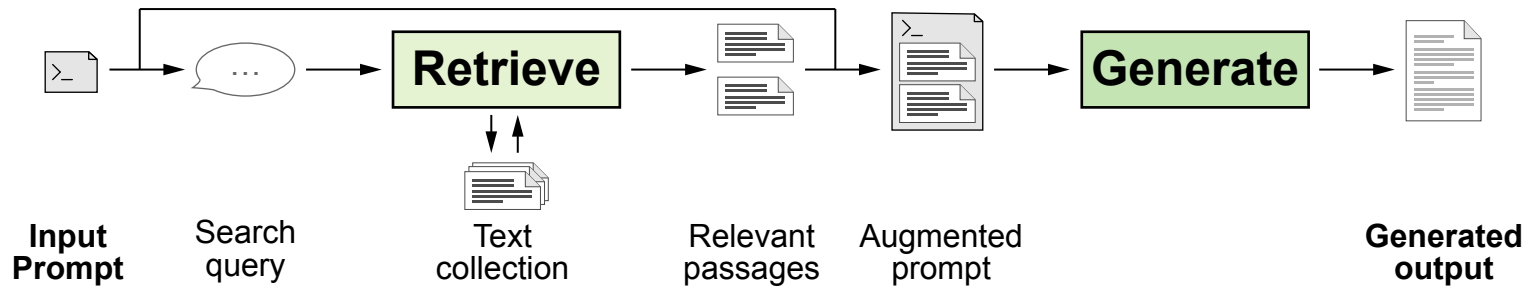 >_
...
Retrieve
>_
Generate
Input
Prompt
Search
query
Text
collection
Relevant
passages
Augmented
prompt
Generated
output